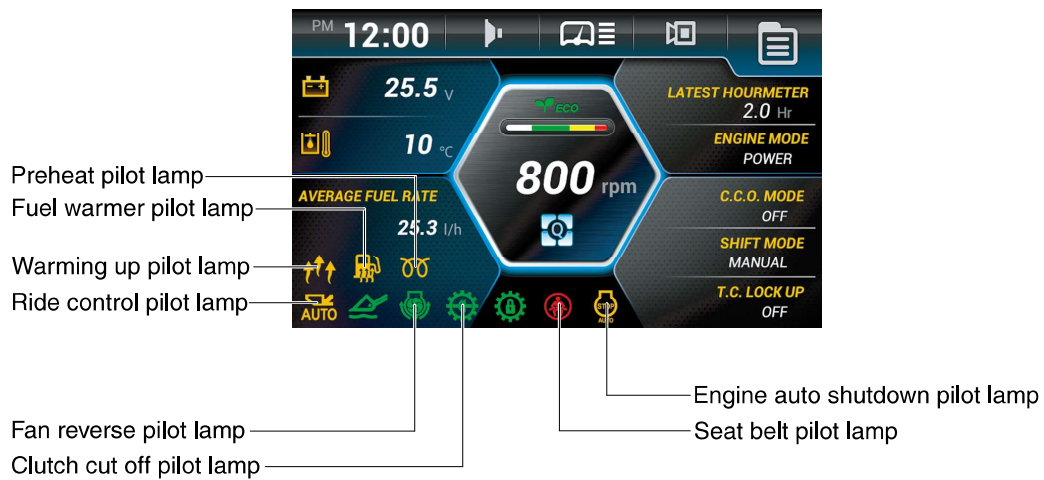 PM 12:00
25.5 V
10 °C
AVERAGE FUEL RATE
25.3 l/h
AUTO
ECO
800 rpm
Q
STOP
AUTO
LATEST HOURMETER
2.0 Hr
ENGINE MODE
POWER
C.C.O. MODE
OFF
SHIFT MODE
MANUAL
T.C. LOCK UP
OFF
Preheat pilot lamp
Fuel warmer pilot lamp
Warming up pilot lamp
Ride control pilot lamp
Fan reverse pilot lamp
Clutch cut off pilot lamp
Engine auto shutdown pilot lamp
Seat belt pilot lamp